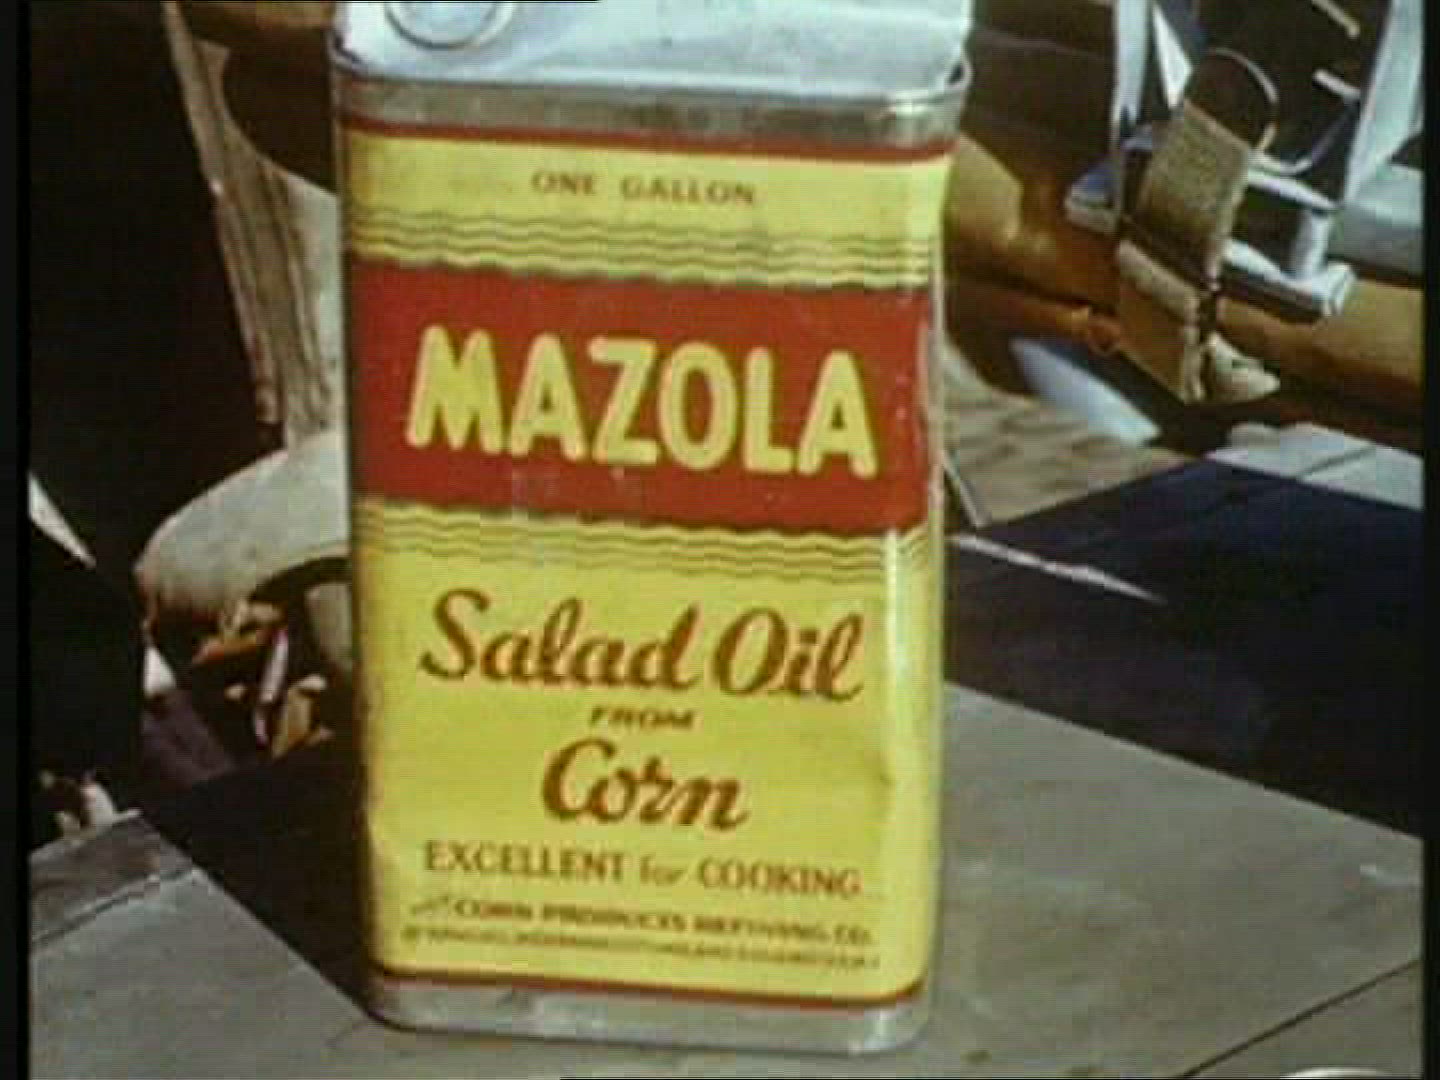 ONE GALLON
MAZOLA
Salad Oil
FROM
Corn
EXCELLENT for COOKING
CORN PRODUCTS REFINING CO.